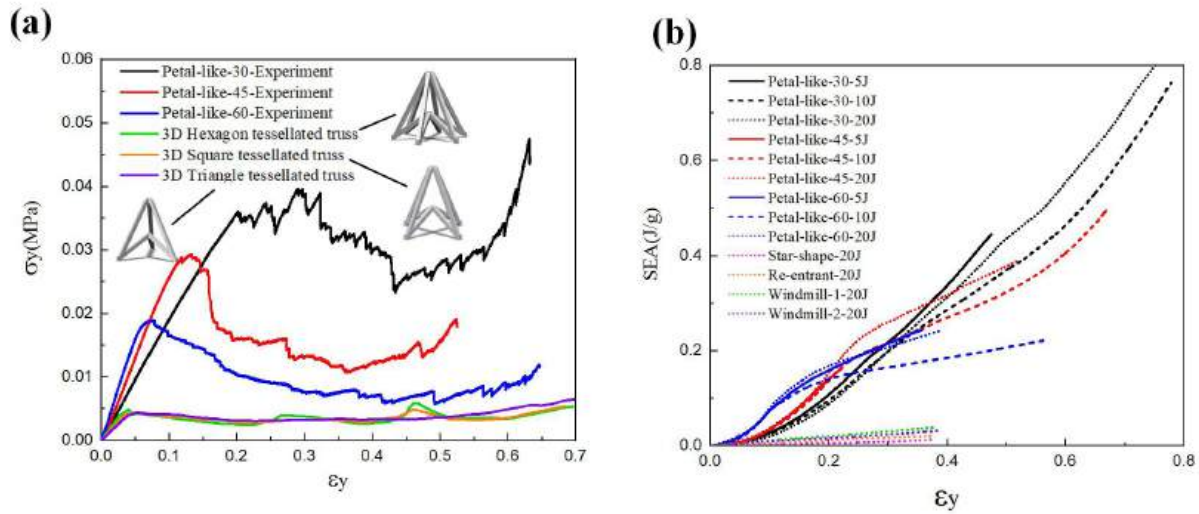 (a)
0.06
0.05
0.04
0.03
0.02
0.01
0.00
σy(MPa)
Petal-like-30-Experiment
Petal-like-45-Experiment
Petal-like-60-Experiment
3D Hexagon tessellated truss
3D Square tessellated truss
3D Triangle tessellated truss
0.0 0.1 0.2 0.3 0.4 0.5 0.6 0.7
εy
(b)
0.8
0.6
0.4
0.2
0.0
SEA(J/g)
Petal-like-30-5J
Petal-like-30-10J
Petal-like-30-20J
Petal-like-45-5J
Petal-like-45-10J
Petal-like-45-20J
Petal-like-60-5J
Petal-like-60-10J
Petal-like-60-20J
Star-shape-20J
Re-entrant-20J
Windmill-1-20J
Windmill-2-20J
0.0 0.2 0.4 0.6 0.8
εy